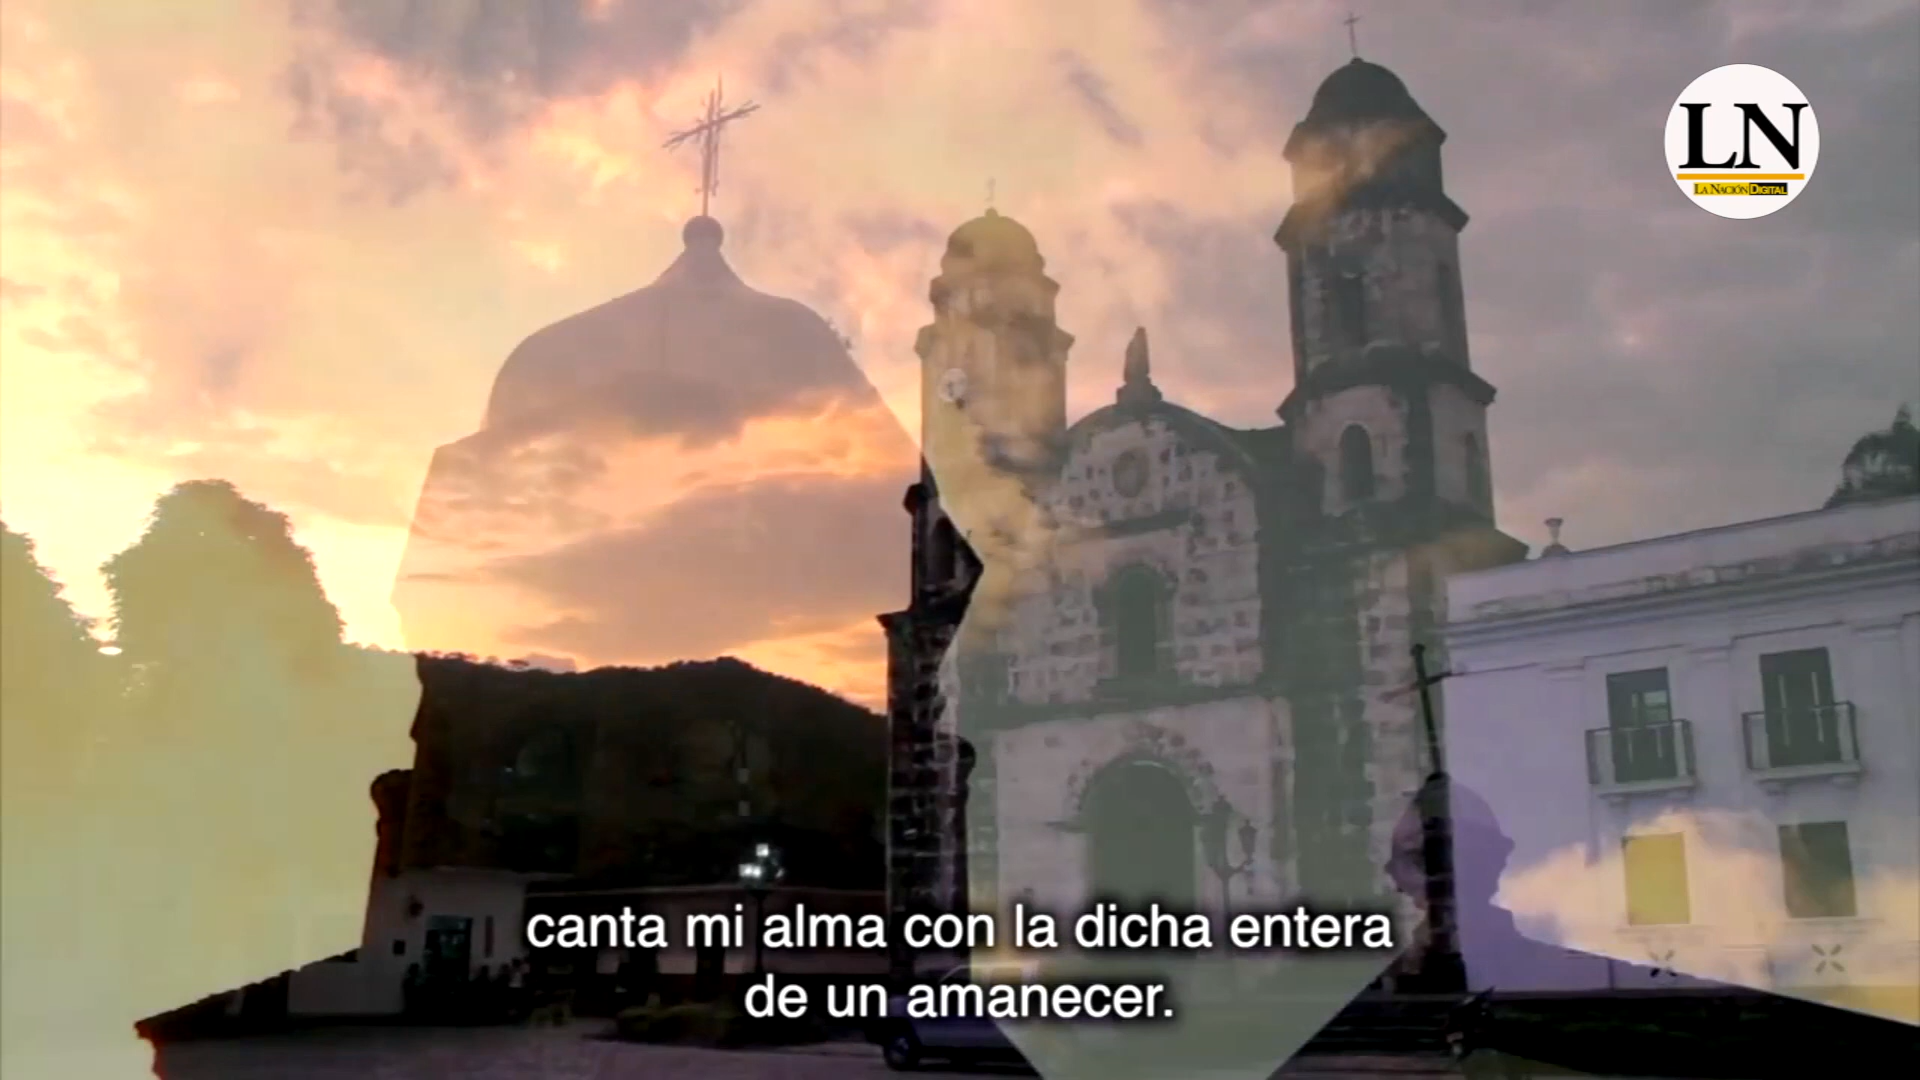 LN
LA NACIÓN DIGITAL
canta mi alma con la dicha entera
de un amanecer.